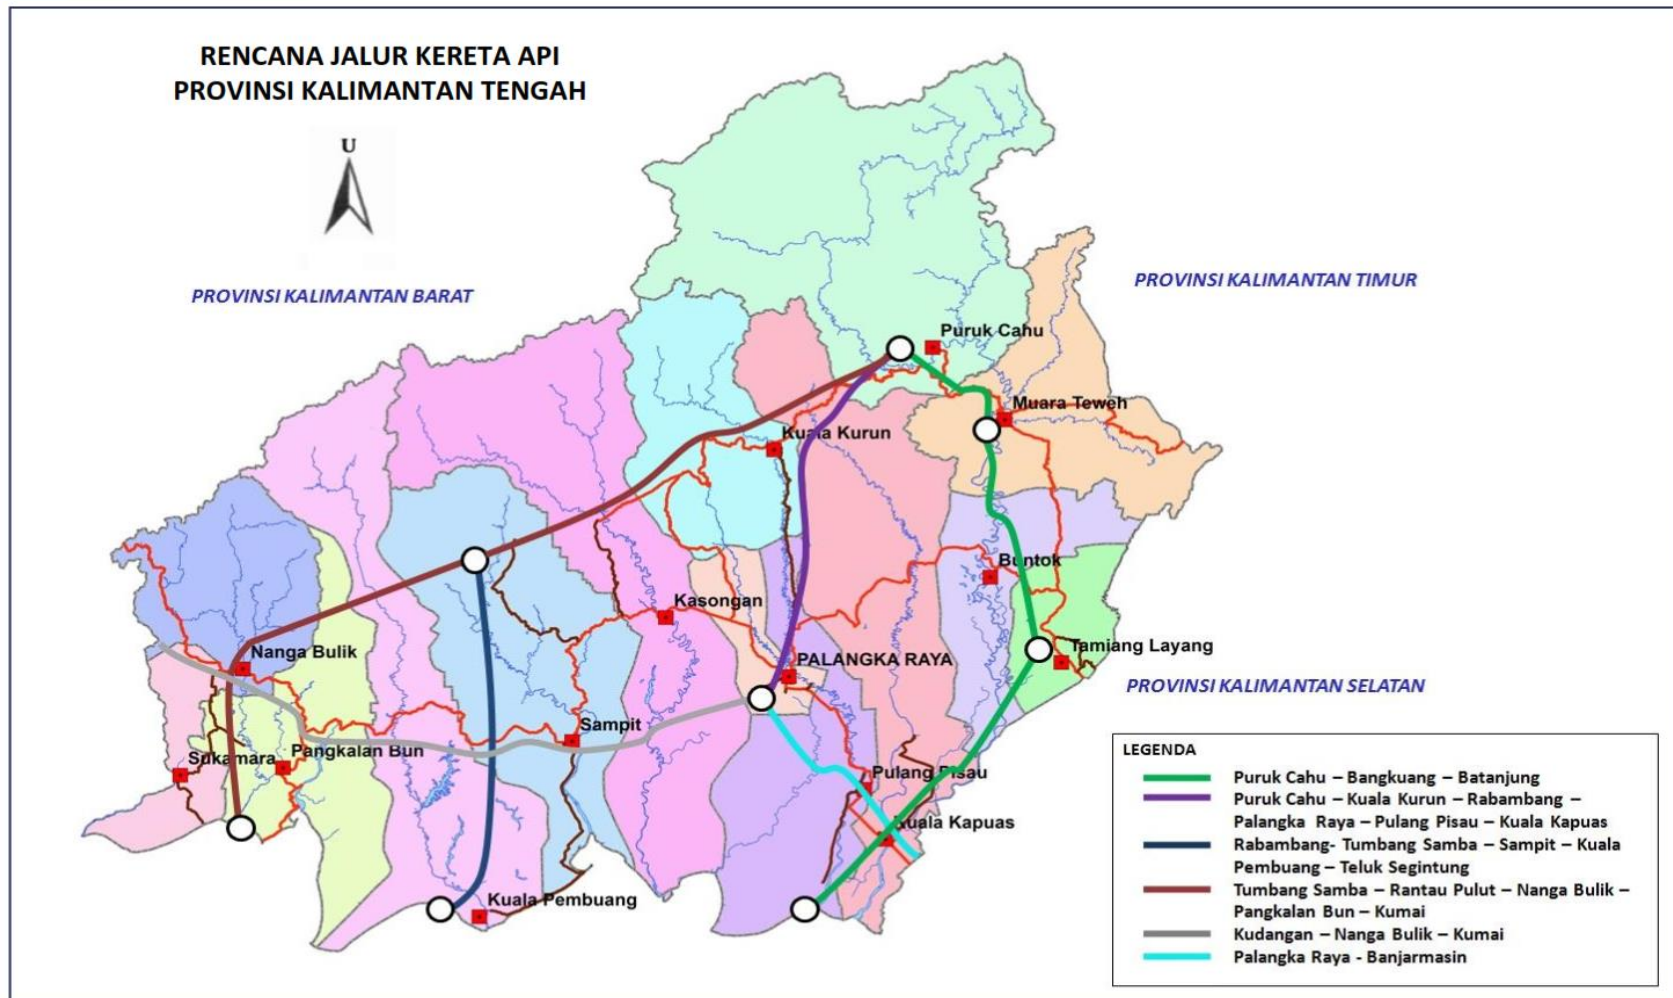 RENCANA JALUR KERETA API
PROVINSI KALIMANTAN TENGAH
U
PROVINSI KALIMANTAN BARAT
PROVINSI KALIMANTAN TIMUR
Puruk Cahu
Muara Teweh
Kuala Kurun
Buntok
Kasongan
Tamiang Layang
Nanga Bulik
PALANGKA RAYA
PROVINSI KALIMANTAN SELATAN
Sampit
Pangkalan Bun
Sukamara
Pulang Pisau
Kuala Kapuas
Kuala Pembuang
LEGENDA
Puruk Cahu – Bangkuang – Batanjung
Puruk Cahu – Kuala Kurun – Rabambang –
Palangka Raya – Pulang Pisau – Kuala Kapuas
Rabambang- Tumbang Samba – Sampit – Kuala
Pembuang – Teluk Segintung
Tumbang Samba – Rantau Pulut – Nanga Bulik –
Pangkalan Bun – Kumai
Kudangan – Nanga Bulik – Kumai
Palangka Raya - Banjarmasin